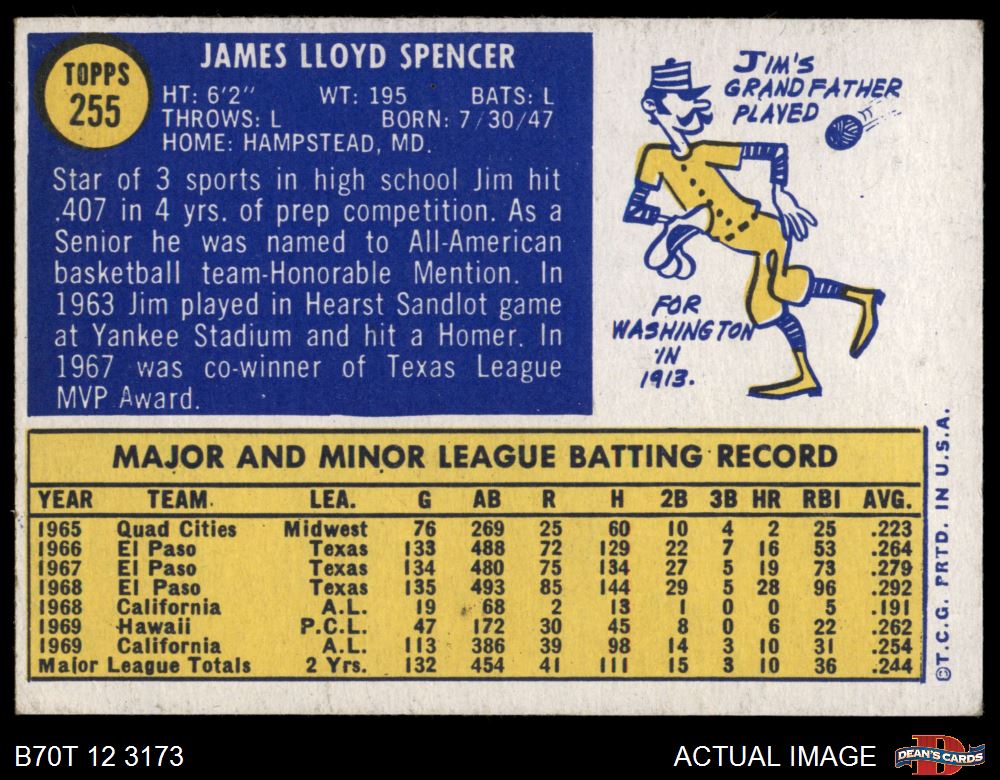 TOPPS
255
JAMES LLOYD SPENCER
HT: 6'2" WT: 195 BATS: L
THROWS: L BORN: 7/30/47
HOME: HAMPSTEAD, MD.
Star of 3 sports in high school Jim hit
.407 in 4 yrs. of prep competition. As a
Senior he was named to All-American
basketball team-Honorable Mention. In
1963 Jim played in Hearst Sandlot game
at Yankee Stadium and hit a Homer. In
1967 was co-winner of Texas League
MVP Award.
JIM'S
GRANDFATHER
PLAYED
FOR
WASHINGTON
IN
1913.
MAJOR AND MINOR LEAGUE BATTING RECORD
YEAR TEAM. LEA. G AB R H 2B 3B HR RBI AVG.
1965 Quad Cities Midwest 76 269 25 60 10 4 2 25 .223
1966 El Paso Texas 133 488 72 129 22 7 16 53 .264
1967 El Paso Texas 134 480 75 134 27 5 19 73 .279
1968 El Paso Texas 135 493 85 144 29 5 28 96 .292
1968 California A.L. 19 68 2 13 1 0 0 5 .191
1969 Hawaii P.C.L. 47 172 30 45 8 0 6 22 .262
1969 California A.L. 113 386 39 98 14 3 10 31 .254
Major League Totals 2 Yrs. 132 454 41 111 15 3 10 36 .244
©T.C.G. PRTD. IN U.S.A.
B70T 12 3173
ACTUAL IMAGE
D
DEAN'S CARDS